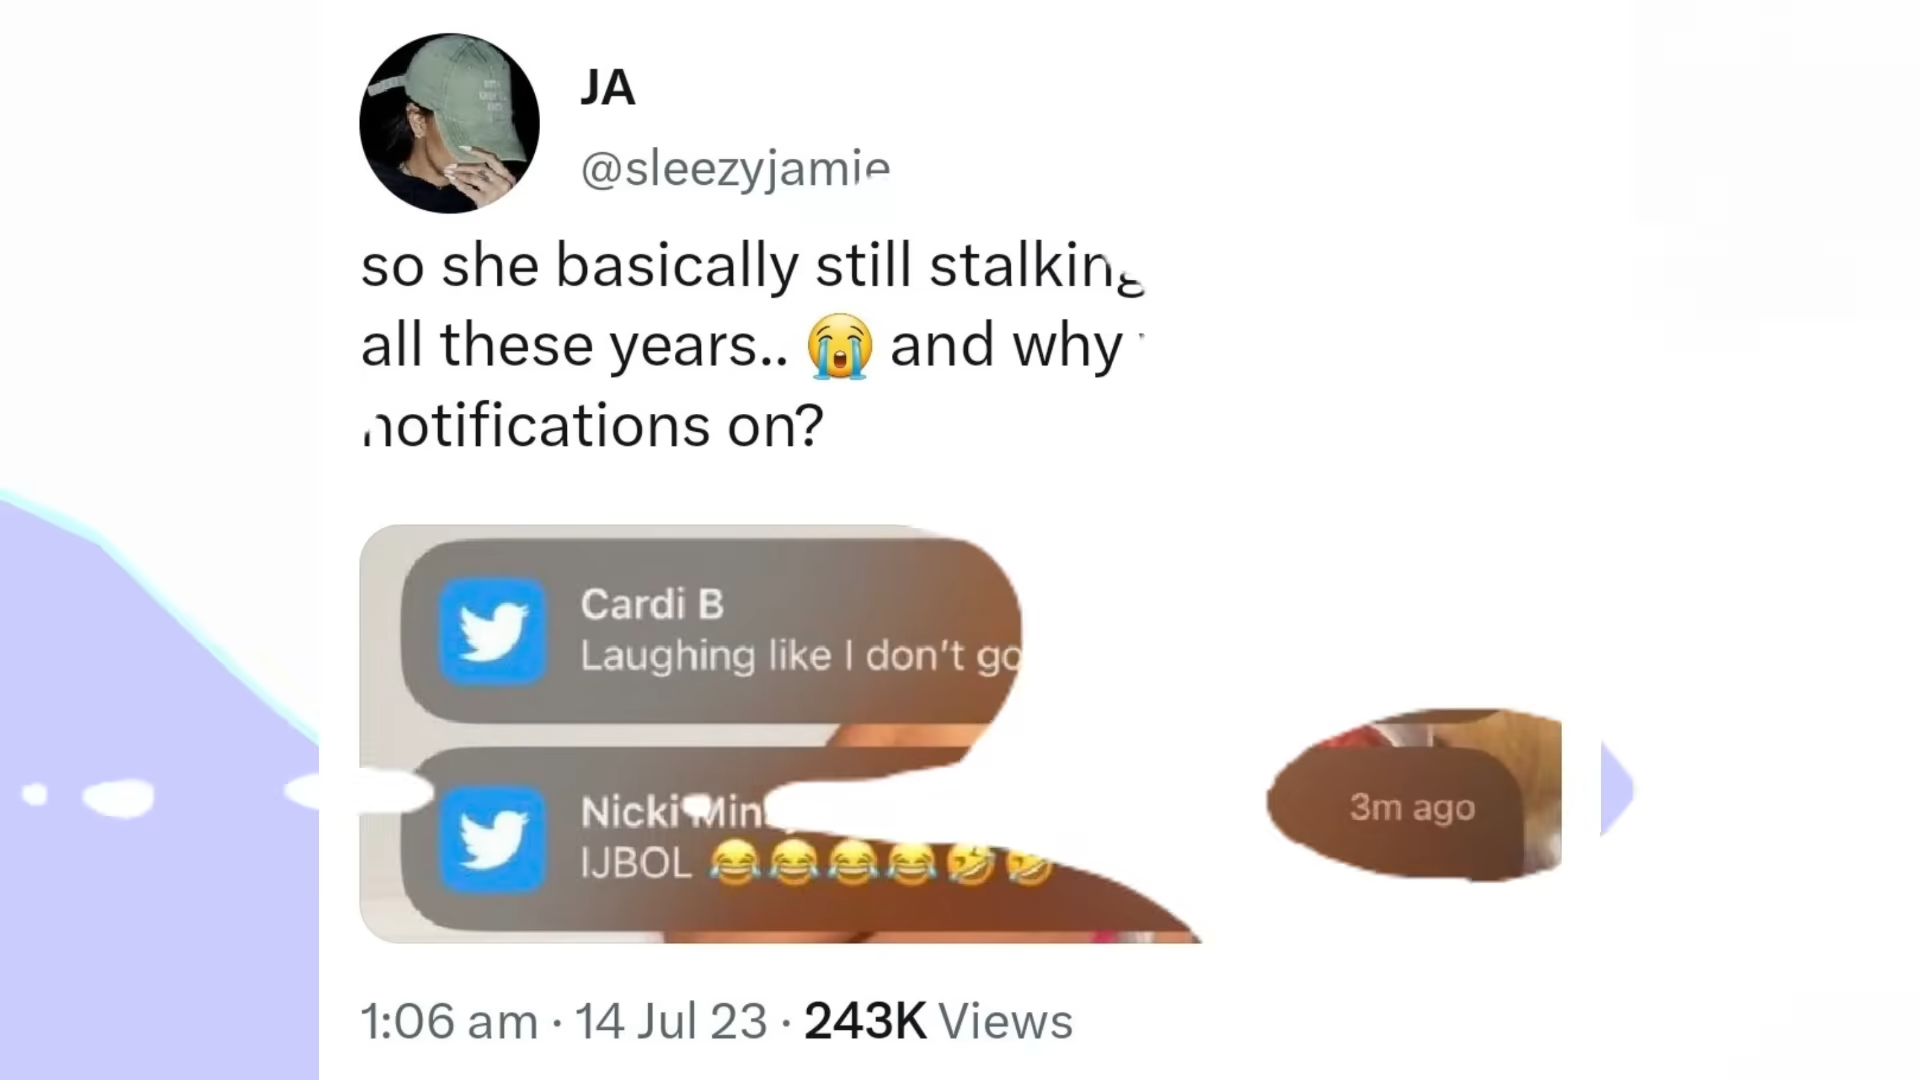 JA
@sleezyjamie
so she basically still stalking
all these years.. 😭 and why
notifications on?
Cardi B
Laughing like I don't go
Nicki
IJBOL 😂😂😂😂🤣🤣
3m ago
1:06 am · 14 Jul 23 · 243K Views